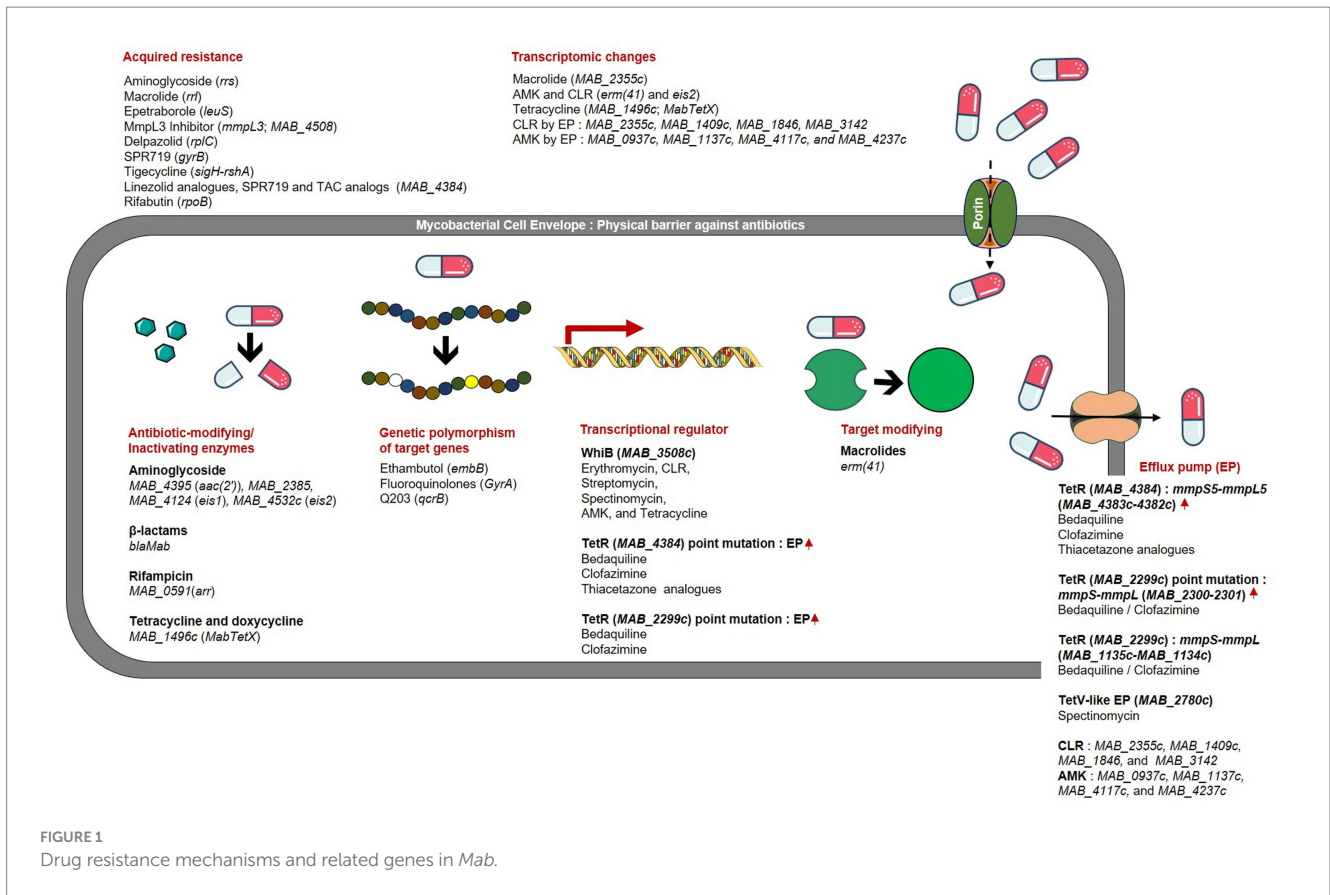 Acquired resistance
Aminoglycoside (rrs)
Macrolide (rrl)
Epetraborole (leuS)
MmpL3 Inhibitor (mmpL3; MAB_4508)
Delpazolid (rplC)
SPR719 (gyrB)
Tigecycline (sigH-rshA)
Linezolid analogues, SPR719 and TAC analogs (MAB_4384)
Rifabutin (rpoB)
Transcriptomic changes
Macrolide (MAB_2355c)
AMK and CLR (erm(41) and eis2)
Tetracycline (MAB_1496c; MabTetX)
CLR by EP : MAB_2355c, MAB_1409c, MAB_1846, MAB_3142
AMK by EP : MAB_0937c, MAB_1137c, MAB_4117c, and MAB_4237c
Porin
Mycobacterial Cell Envelope : Physical barrier against antibiotics
Antibiotic-modifying/
Inactivating enzymes
Aminoglycoside
MAB_4395 (aac(2')), MAB_2385,
MAB_4124 (eis1), MAB_4532c (eis2)
β-lactams
blaMab
Rifampicin
MAB_0591(arr)
Tetracycline and doxycycline
MAB_1496c (MabTetX)
Genetic polymorphism
of target genes
Ethambutol (embB)
Fluoroquinolones (GyrA)
Q203 (qcrB)
Transcriptional regulator
WhiB (MAB_3508c)
Erythromycin, CLR,
Streptomycin,
Spectinomycin,
AMK, and Tetracycline
TetR (MAB_4384) point mutation : EP
Bedaquiline
Clofazimine
Thiacetazone analogues
TetR (MAB_2299c) point mutation : EP
Bedaquiline
Clofazimine
Target modifying
Macrolides
erm(41)
Efflux pump (EP)
TetR (MAB_4384) : mmpS5-mmpL5
(MAB_4383c-4382c)
Bedaquiline
Clofazimine
Thiacetazone analogues
TetR (MAB_2299c) point mutation :
mmpS-mmpL (MAB_2300-2301)
Bedaquiline / Clofazimine
TetR (MAB_2299c) : mmpS-mmpL
(MAB_1135c-MAB_1134c)
Bedaquiline / Clofazimine
TetV-like EP (MAB_2780c)
Spectinomycin
CLR : MAB_2355c, MAB_1409c,
MAB_1846, and MAB_3142
AMK : MAB_0937c, MAB_1137c,
MAB_4117c, and MAB_4237c
FIGURE 1
Drug resistance mechanisms and related genes in Mab.